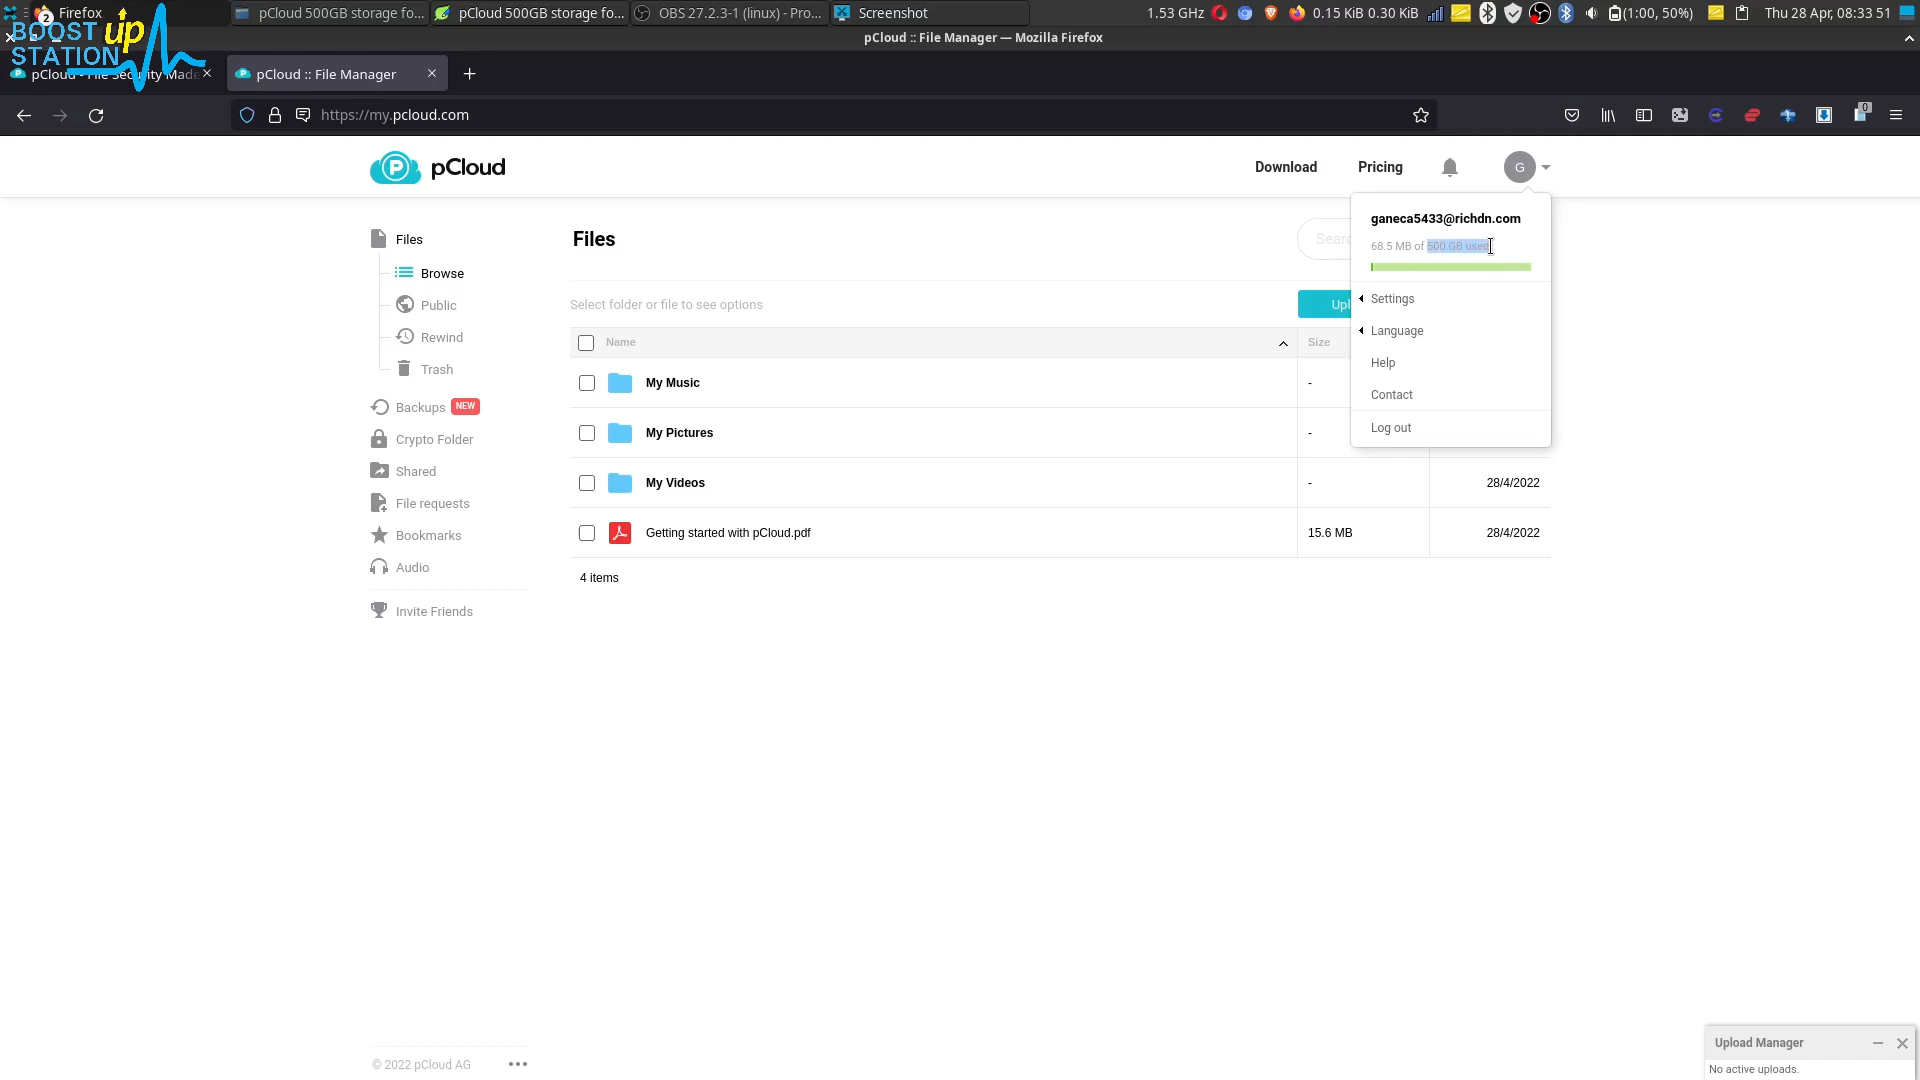 Firefox
2
pCloud 500GB storage fo...
pCloud 500GB storage fo...
OBS 27.2.3-1 (linux) - Pro...
Screenshot
1.53 GHz
0.15 KiB 0.30 KiB
(1:00, 50%)
Thu 28 Apr, 08:33 51
BOOST up
STATION
pCloud :: File Manager — Mozilla Firefox
pCloud - File Security Made
pCloud :: File Manager
https://my.pcloud.com
0
P
pCloud
Download
Pricing
G
ganeca5433@richdn.com
68.5 MB of 500 GB used
Settings
Language
Help
Contact
Log out
Files
Browse
Public
Rewind
Trash
Backups NEW
Crypto Folder
Shared
File requests
Bookmarks
Audio
Invite Friends
Files
Select folder or file to see options
Name
Size
My Music
-
My Pictures
-
My Videos
-
28/4/2022
Getting started with pCloud.pdf
15.6 MB
28/4/2022
4 items
© 2022 pCloud AG
Upload Manager
No active uploads.